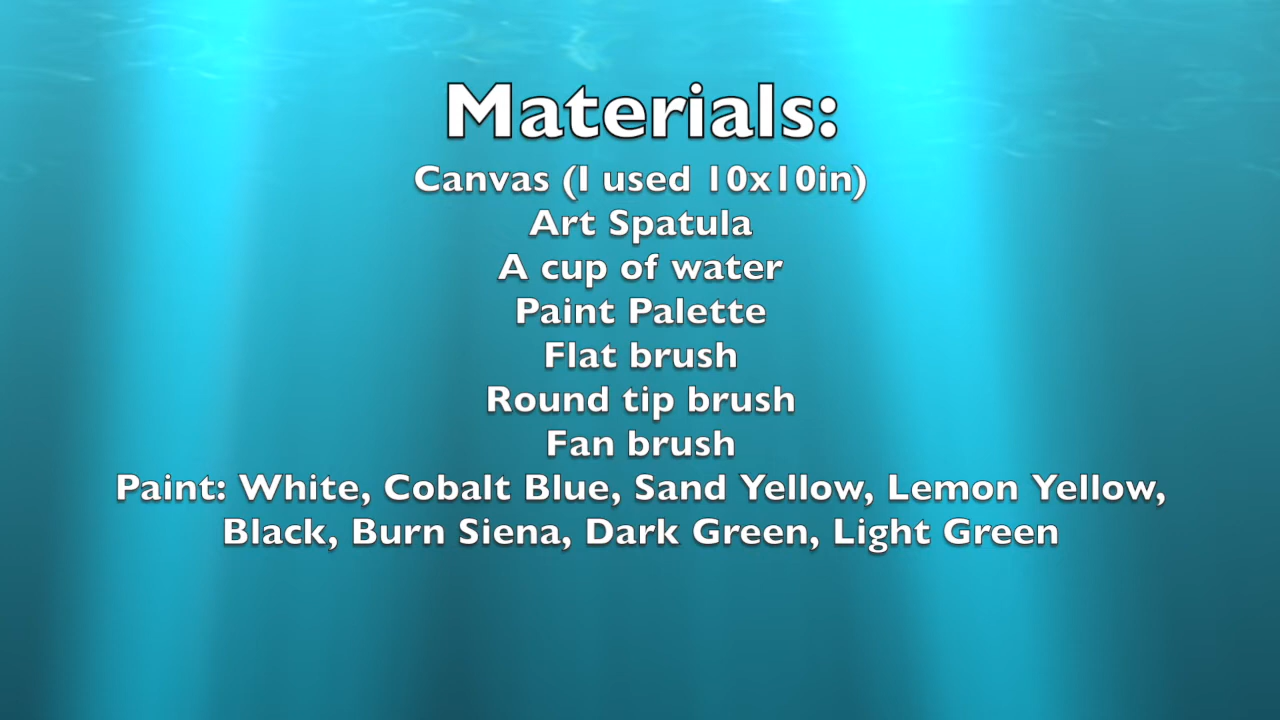 Materials:
Canvas (I used 10x10in)
Art Spatula
A cup of water
Paint Palette
Flat brush
Round tip brush
Fan brush
Paint: White, Cobalt Blue, Sand Yellow, Lemon Yellow,
Black, Burn Siena, Dark Green, Light Green